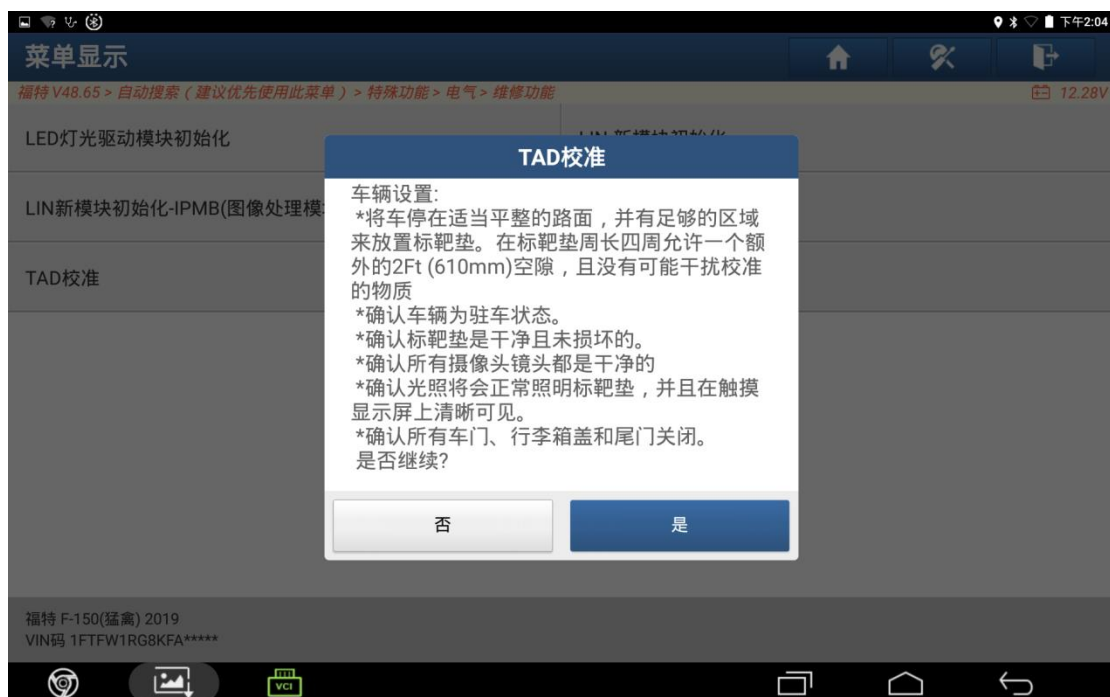 下午2:04
菜单显示
福特 V48.65 > 自动搜索（建议优先使用此菜单）> 特殊功能 > 电气 > 维修功能
12.28V
LED灯光驱动模块初始化
LIN新模块初始化-IPMB(图像处理模
TAD校准
TAD校准
车辆设置:
*将车停在适当平整的路面，并有足够的区域
来放置标靶垫。在标靶垫周长四周允许一个额
外的2Ft (610mm)空隙，且没有可能干扰校准
的物质
*确认车辆为驻车状态。
*确认标靶垫是干净且未损坏的。
*确认所有摄像头镜头都是干净的
*确认光照将会正常照明标靶垫，并且在触摸
显示屏上清晰可见。
*确认所有车门、行李箱盖和尾门关闭。
是否继续?
否
是
福特 F-150(猛禽) 2019
VIN码 1FTFW1RG8KFA*****
VCI